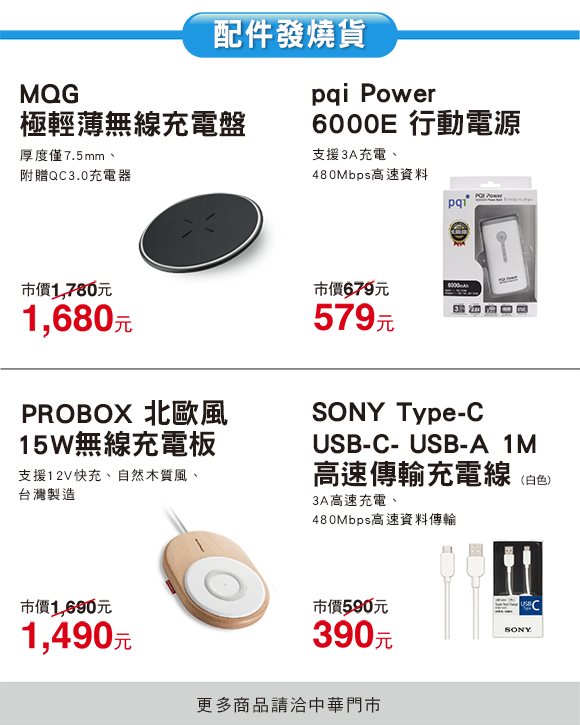 配件發燒貨
MQG
極輕薄無線充電盤
厚度僅7.5mm、
附贈QC3.0充電器
市價1,780元
1,680元
pqi Power
6000E 行動電源
支援3A充電、
480Mbps高速資料
pqi
PQI Power
6000mAh
市價679元
579元
PROBOX 北歐風
15W無線充電板
支援12V快充、自然木質風、
台灣製造
市價1,690元
1,490元
SONY Type-C
USB-C- USB-A 1M
高速傳輸充電線 (白色)
3A高速充電、
480Mbps高速資料傳輸
USB
Type C
SONY
市價590元
390元
更多商品請洽中華門市